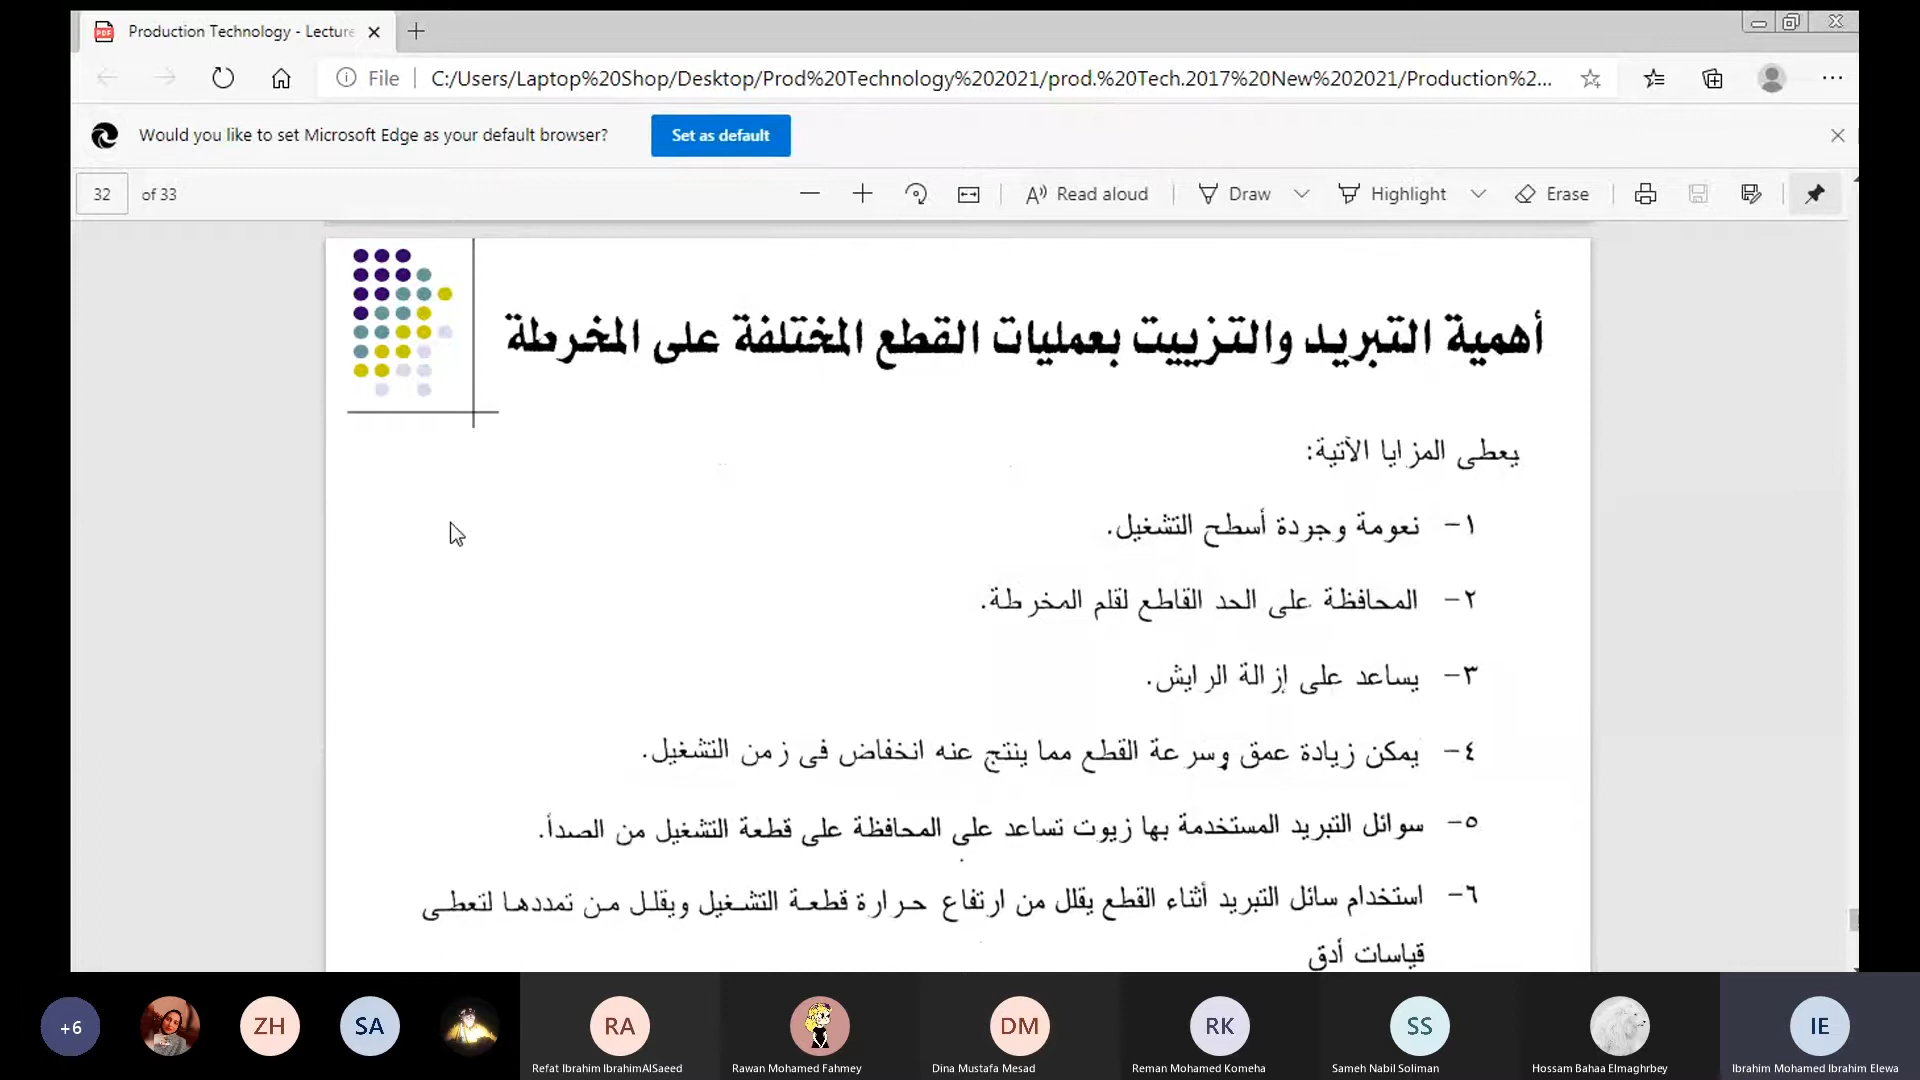 Production Technology - Lecture
File
C:/Users/Laptop%20Shop/Desktop/Prod%20Technology%202021/prod.%20Tech.2017%20New%202021/Production%2...
Would you like to set Microsoft Edge as your default browser?
Set as default
32 of 33
Read aloud
Draw
Highlight
Erase
أهمية التبريد والتزييت بعمليات القطع المختلفة على المخرطة
يعطى المزايا الآتية:
١- نعومة وجودة أسطح التشغيل.
٢- المحافظة على الحد القاطع لقلم المخرطة.
٣- يساعد على إزالة الرايش.
٤- يمكن زيادة عمق وسرعة القطع مما ينتج عنه انخفاض فى زمن التشغيل.
٥- سوائل التبريد المستخدمة بها زيوت تساعد على المحافظة على قطعة التشغيل من الصدأ.
٦- استخدام سائل التبريد أثناء القطع يقلل من ارتفاع حرارة قطعة التشغيل ويقلل من تمددها لتعطى
قياسات أدق
+6
ZH
SA
RA
DM
RK
SS
IE
Refat Ibrahim IbrahimAlSaeed
Rawan Mohamed Fahmey
Dina Mustafa Mesad
Reman Mohamed Komeha
Sameh Nabil Soliman
Hossam Bahaa Elmaghrbey
Ibrahim Mohamed Ibrahim Elewa